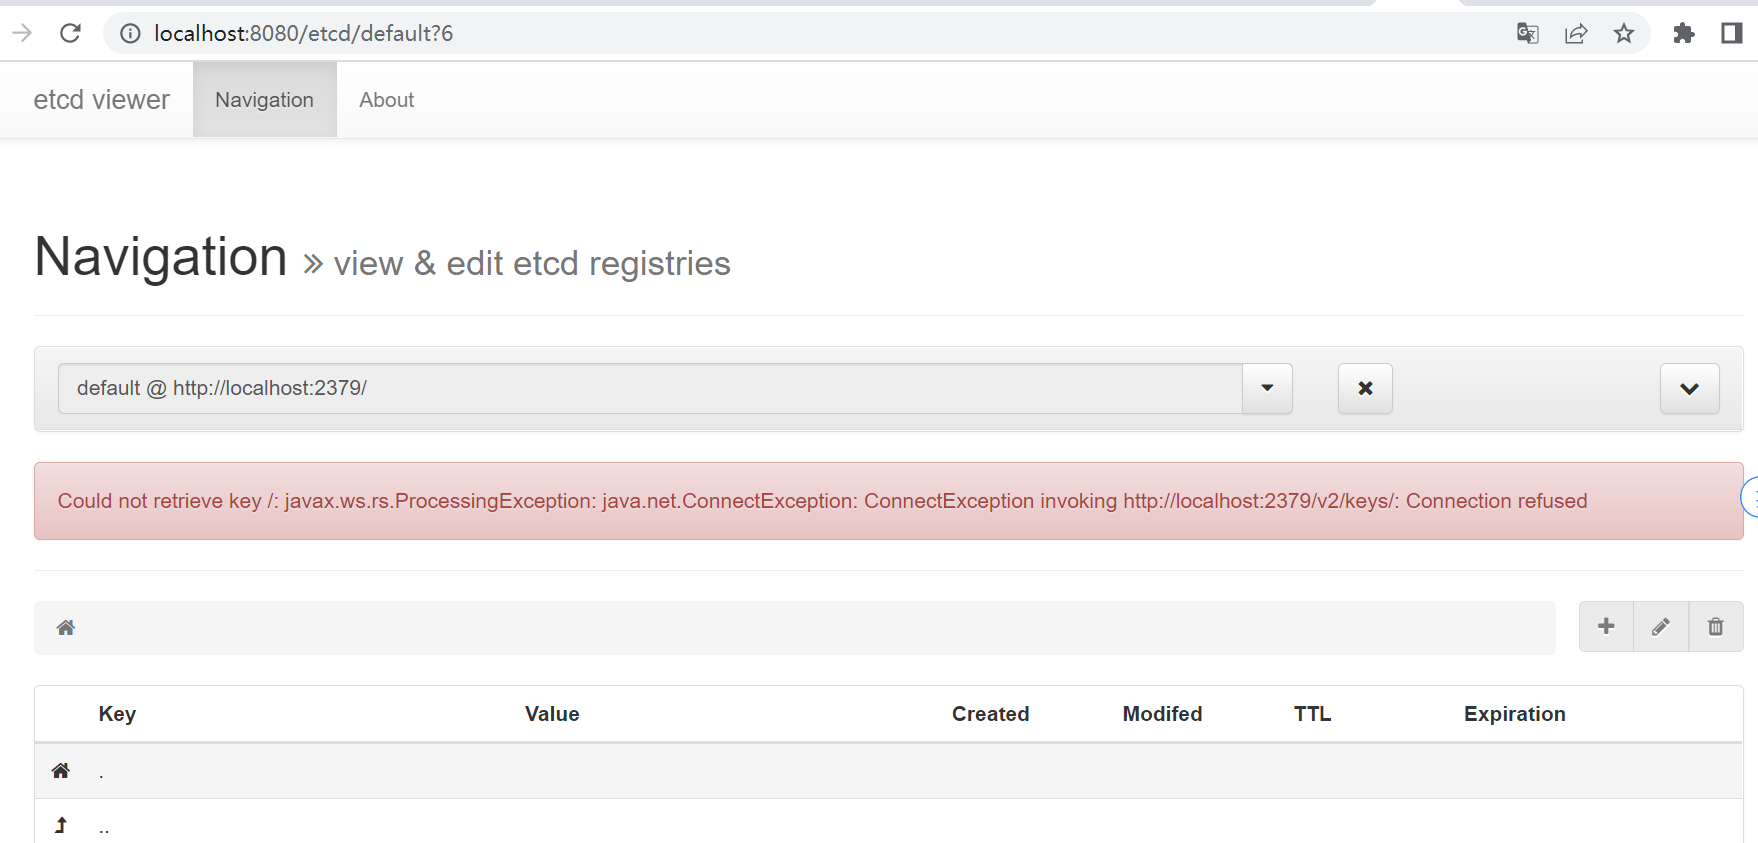 localhost:8080/etcd/default?6
etcd viewer Navigation About
Navigation » view & edit etcd registries
default @ http://localhost:2379/
Could not retrieve key /: javax.ws.rs.ProcessingException: java.net.ConnectException: ConnectException invoking http://localhost:2379/v2/keys/: Connection refused
Key Value Created Modifed TTL Expiration
.
..